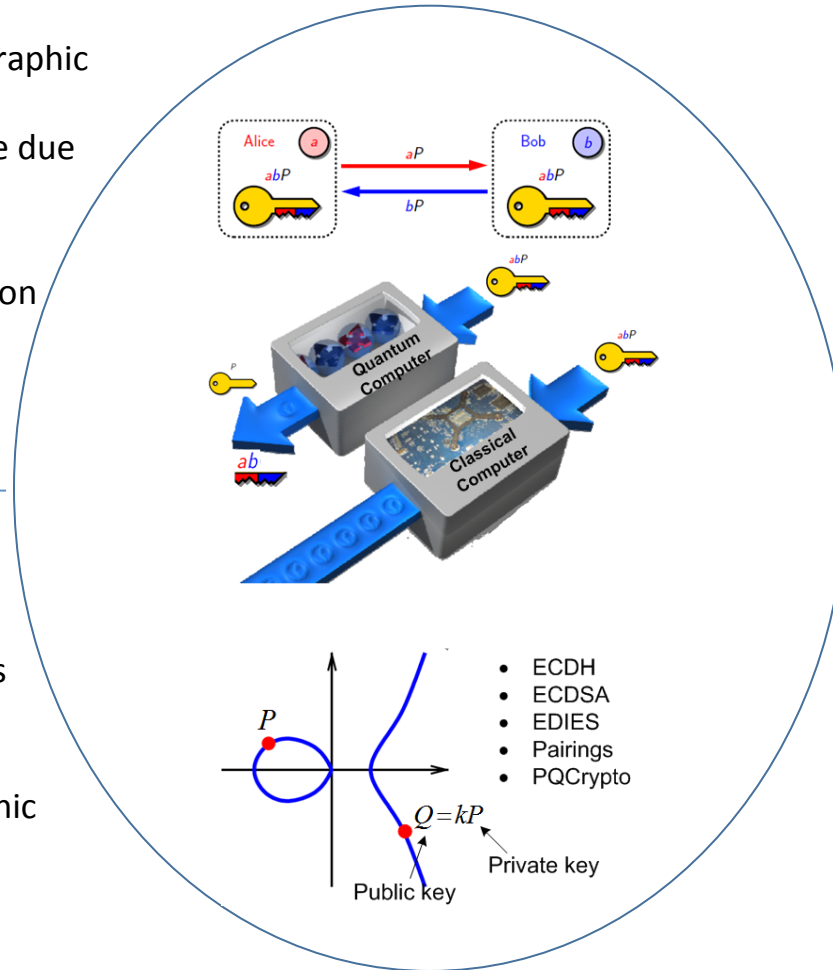 raphic
e due
on
s
nic
Alice a
Bob b
abP
abP
aP
bP
abP
abP
P
Quantum
Computer
ab
Classical
Computer
P
Q=kP
Private key
Public key
• ECDH
• ECDSA
• EDIES
• Pairings
• PQCrypto